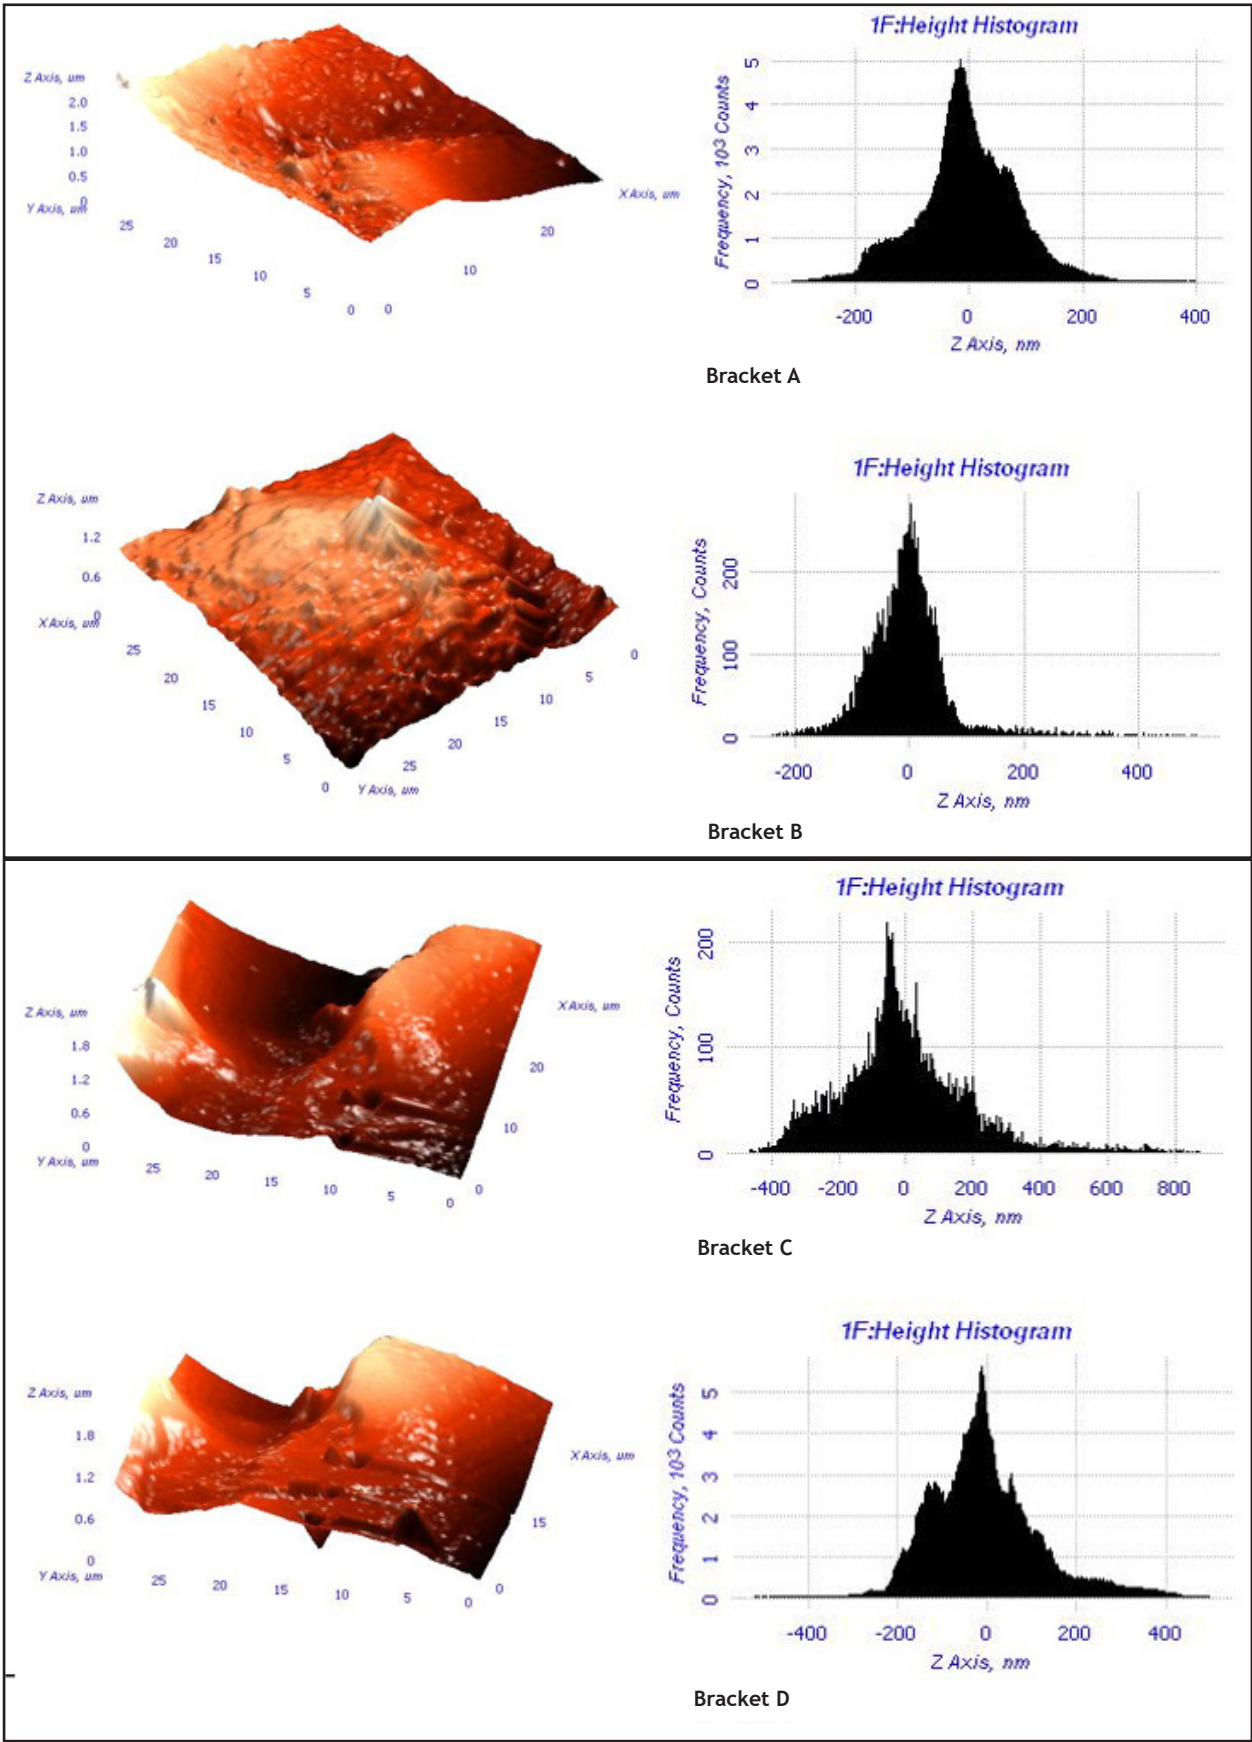 1F:Height Histogram
Z Axis, um
2.0
1.5
1.0
0.5
0
Y Axis, um
25
20
15
10
5
0
0
10
20
X Axis, um
Frequency, 10³ Counts
5
4
3
2
1
0
-200 0 200 400
Z Axis, nm
Bracket A
1F:Height Histogram
Z Axis, um
1.2
0.6
0
X Axis, um
25
20
15
10
5
0
Y Axis, um
25
20
15
10
5
0
Frequency, Counts
200
100
0
-200 0 200 400
Z Axis, nm
Bracket B
1F:Height Histogram
Z Axis, um
1.8
1.2
0.6
0
Y Axis, um
25
20
15
10
5
0
0
10
20
X Axis, um
Frequency, Counts
200
100
0
-400 -200 0 200 400 600 800
Z Axis, nm
Bracket C
1F:Height Histogram
Z Axis, um
1.8
1.2
0.6
0
Y Axis, um
25
20
15
10
5
0
0
15
X Axis, um
Frequency, 10³ Counts
5
4
3
2
1
0
-400 -200 0 200 400
Z Axis, nm
Bracket D